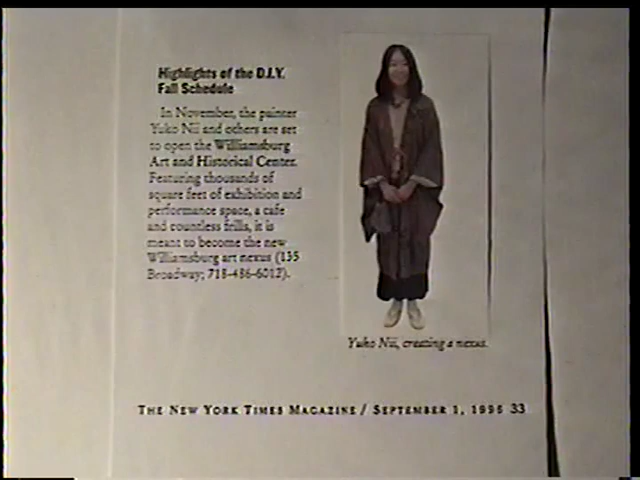 Highlights of the D.I.Y.
Fall Schedule
In November, the painter
Yuko Nii and others are set
to open the Williamsburg
Art and Historical Center.
Featuring thousands of
square feet of exhibition and
performance space, a cafe
and countless frills, it is
meant to become the new
Williamsburg art nexus (135
Broadway; 718-486-6012).
Yuko Nii, creating a nexus.
THE NEW YORK TIMES MAGAZINE / SEPTEMBER 1, 1996 33